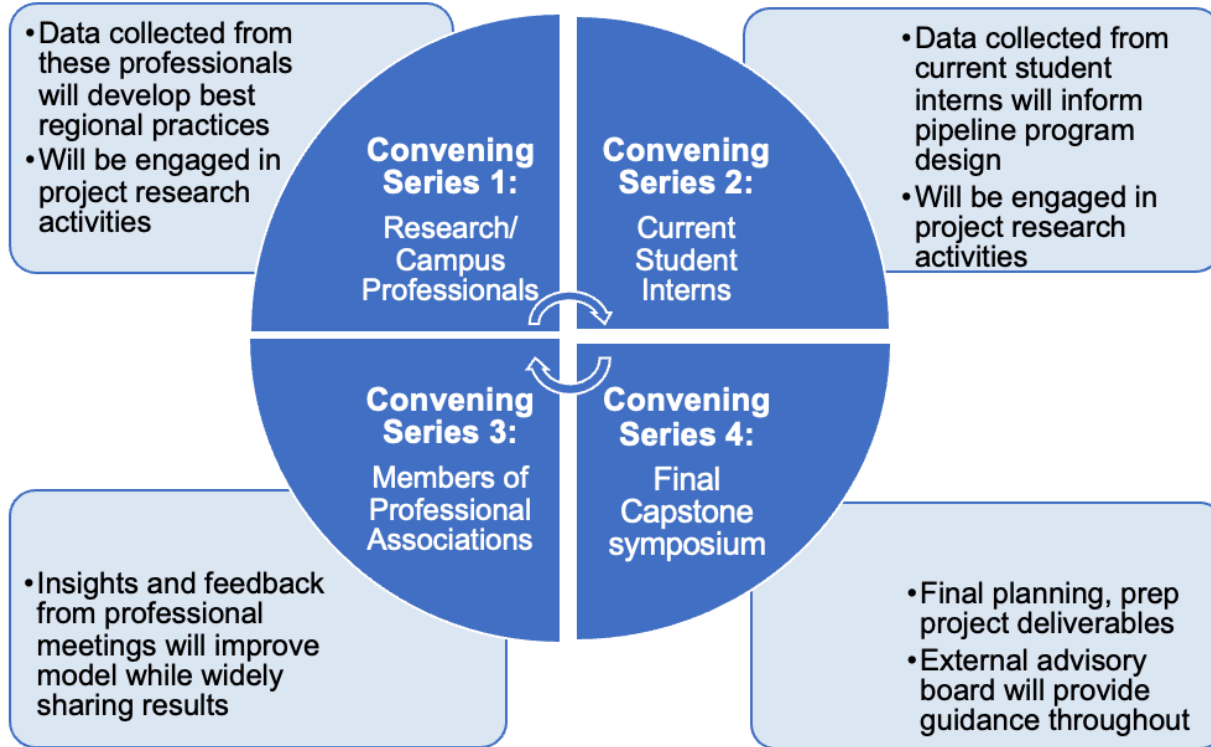 •Data collected from
these professionals
will develop best
regional practices
•Will be engaged in
project research
activities
Convening
Series 1:
Research/
Campus
Professionals
Convening
Series 2:
Current
Student
Interns
•Data collected from
current student
interns will inform
pipeline program
design
•Will be engaged in
project research
activities
Convening
Series 3:
Members of
Professional
Associations
Convening
Series 4:
Final
Capstone
symposium
•Insights and feedback
from professional
meetings will improve
model while widely
sharing results
•Final planning, prep
project deliverables
•External advisory
board will provide
guidance throughout